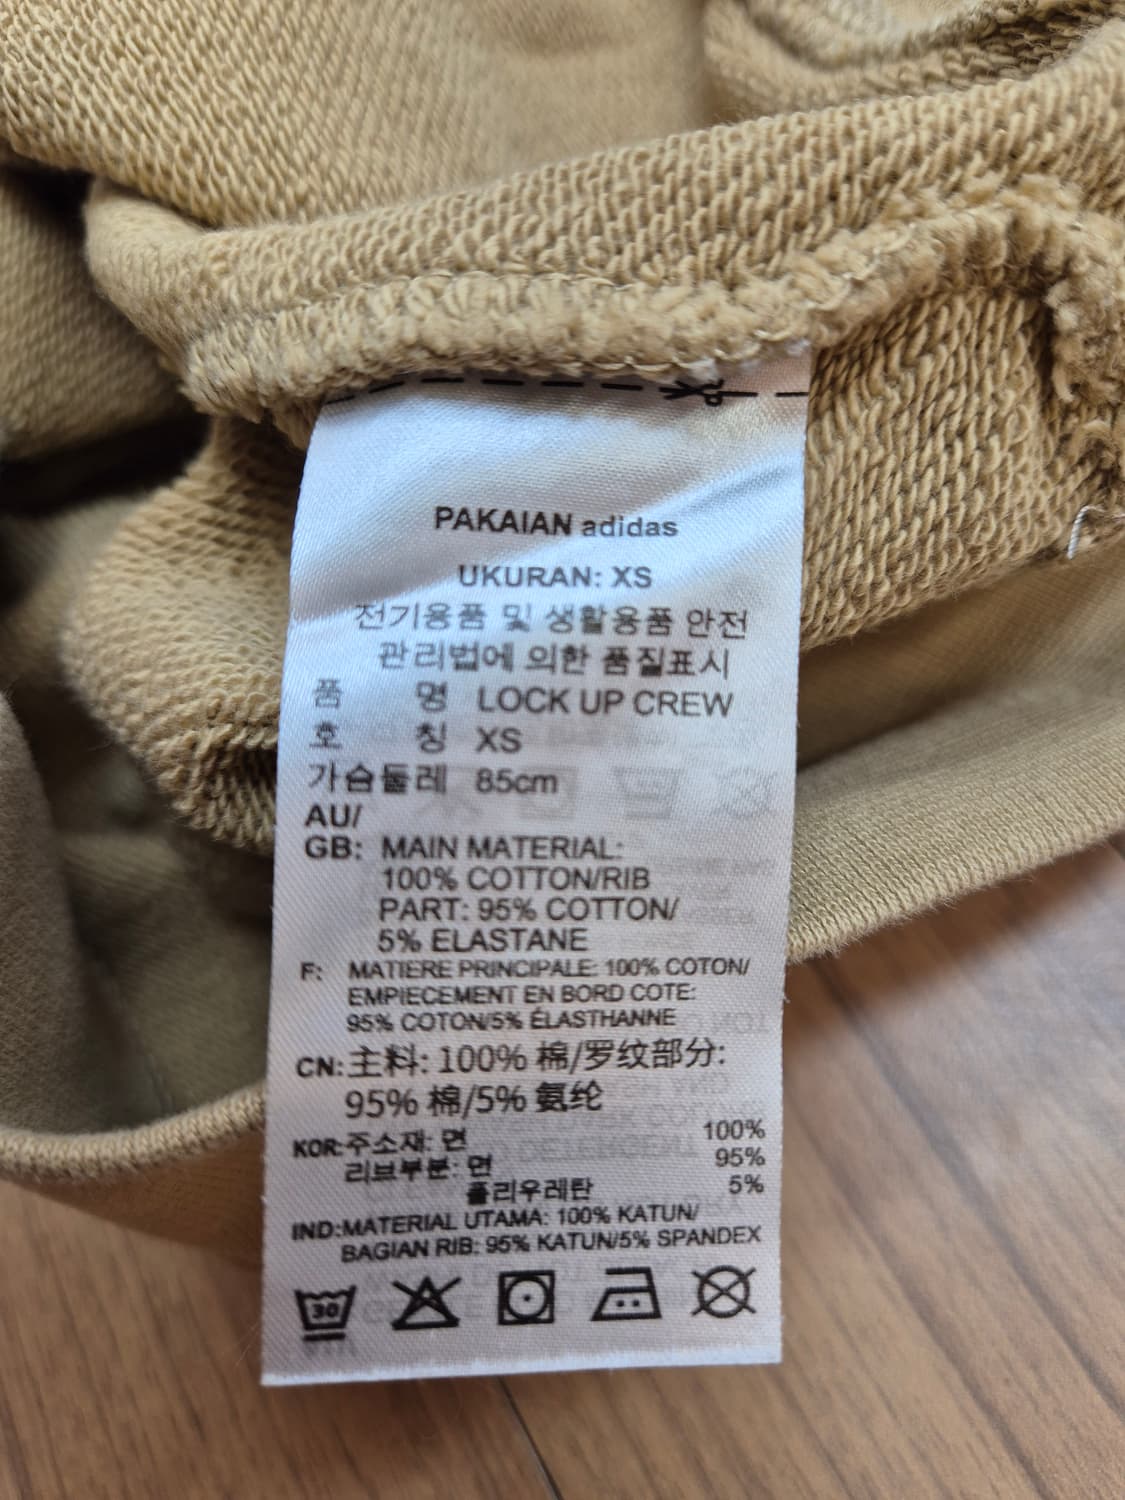 PAKAIAN adidas
UKURAN: XS
전기용품 및 생활용품 안전
관리법에 의한 품질표시
품 명 LOCK UP CREW
호 칭 XS
가슴둘레 85cm
AU/
GB: MAIN MATERIAL:
100% COTTON/RIB
PART: 95% COTTON/
5% ELASTANE
F: MATIERE PRINCIPALE: 100% COTON/
EMPIECEMENT EN BORD COTE:
95% COTON/5% ÉLASTHANNE
CN: 主料: 100% 棉/罗纹部分:
95% 棉/5% 氨纶
KOR: 주소재: 면 100%
리브부분: 면 95%
폴리우레탄 5%
IND: MATERIAL UTAMA: 100% KATUN/
BAGIAN RIB: 95% KATUN/5% SPANDEX
30